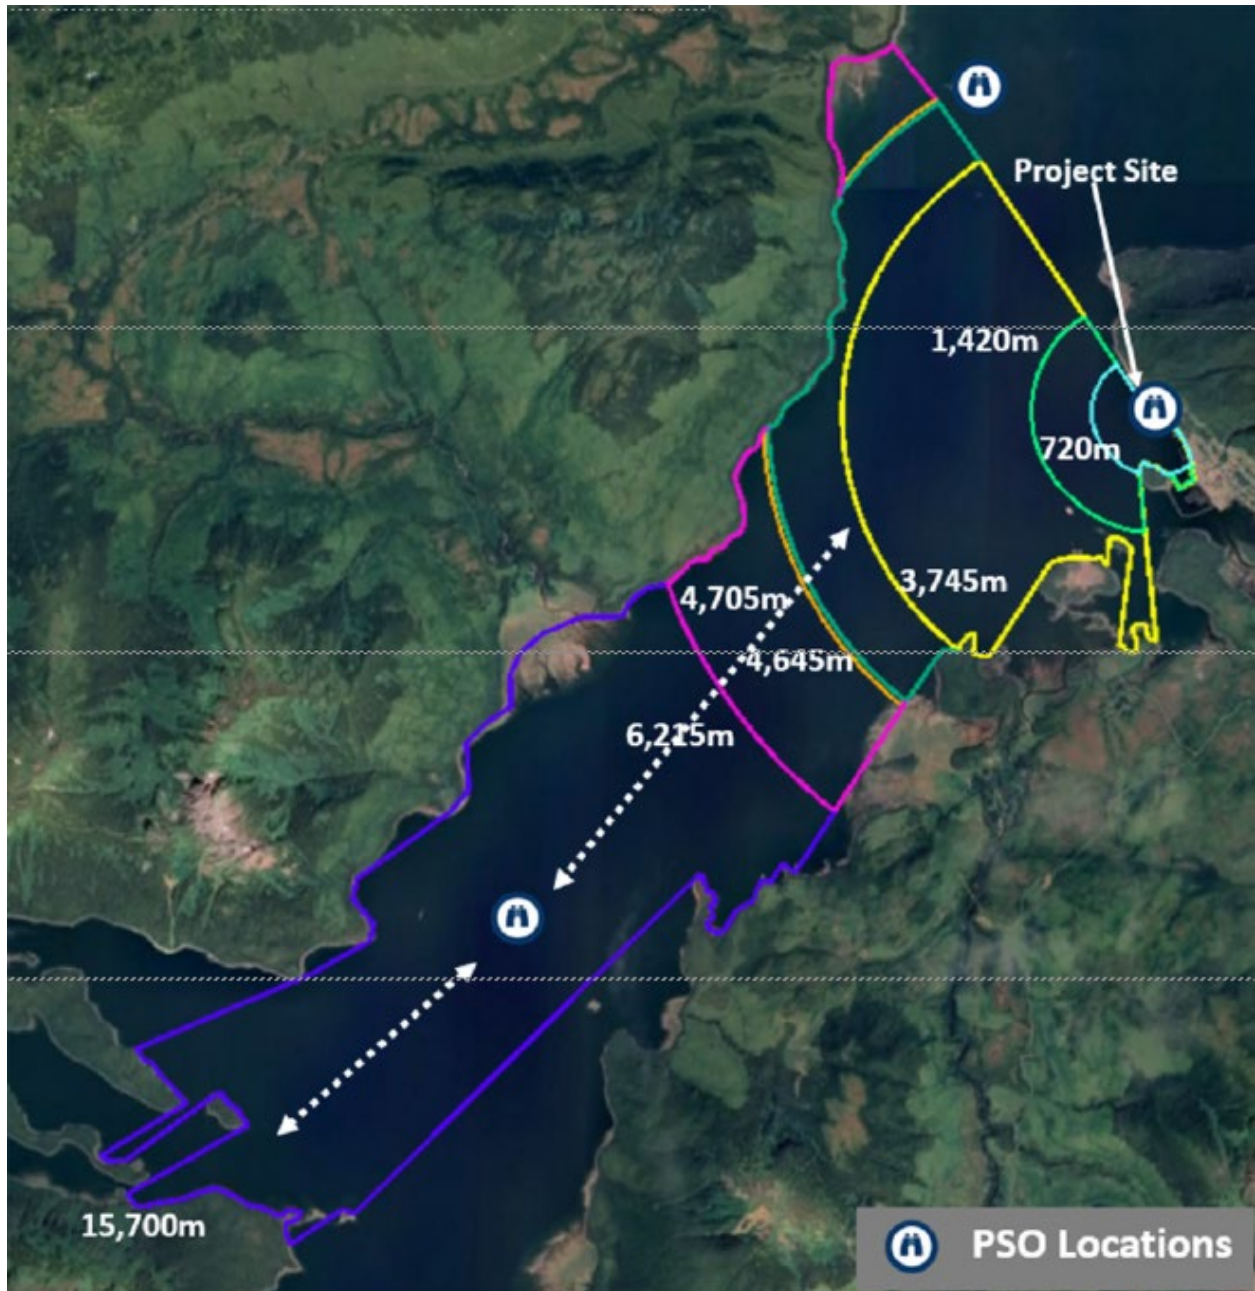 Project Site
1,420m
720m
3,745m
4,705m
4,645m
6,215m
15,700m
PSO Locations